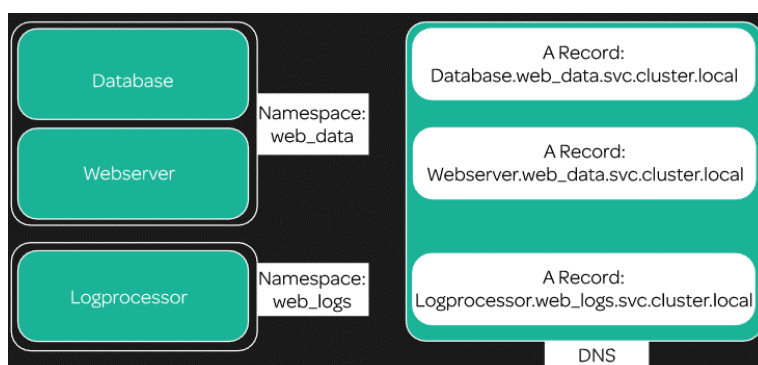 Database
Namespace:
web_data
Webserver
Logprocessor
Namespace:
web_logs
A Record:
Database.web_data.svc.cluster.local
A Record:
Webserver.web_data.svc.cluster.local
A Record:
Logprocessor.web_logs.svc.cluster.local
DNS